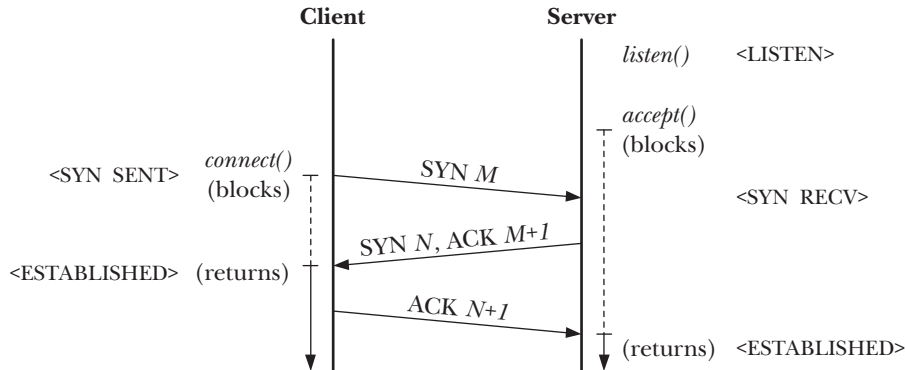 Client Server
listen() <LISTEN>
accept()
(blocks)
<SYN SENT> connect()
(blocks)
SYN M
<SYN RECV>
SYN N, ACK M+1
<ESTABLISHED> (returns)
ACK N+1
(returns) <ESTABLISHED>